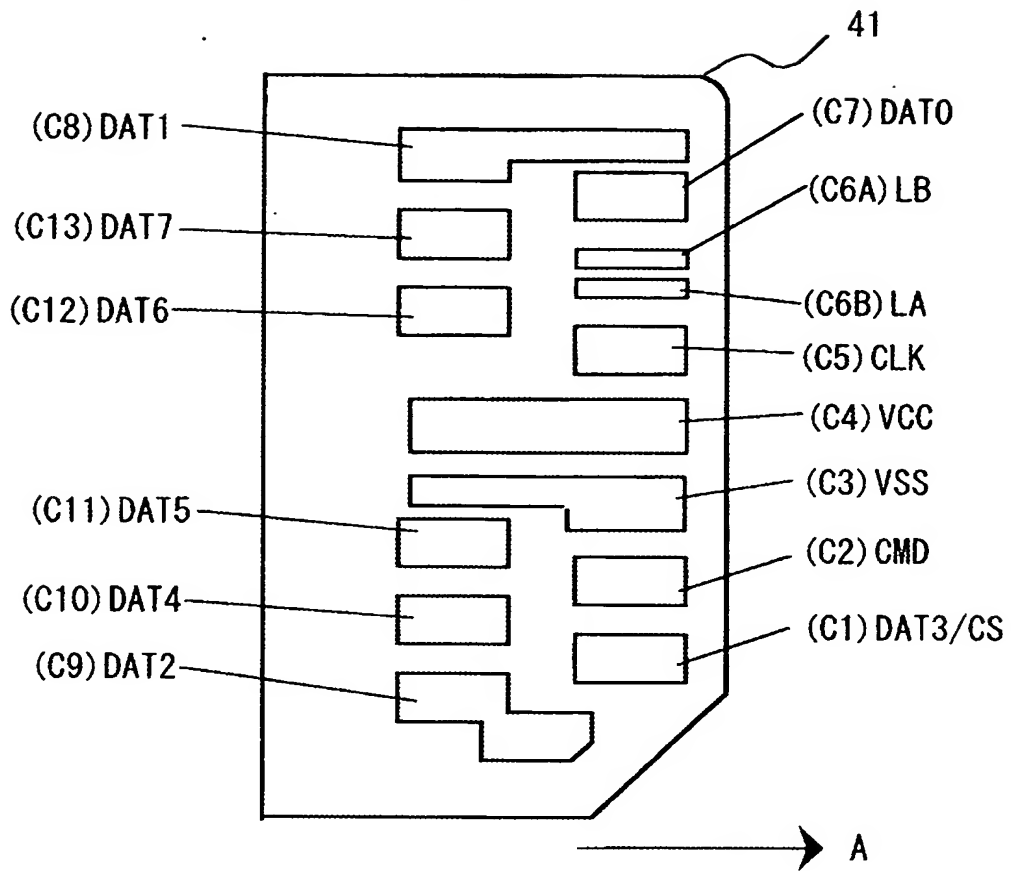 41
(C8) DAT1
(C7) DAT0
(C6A) LB
(C13) DAT7
(C6B) LA
(C12) DAT6
(C5) CLK
(C4) VCC
(C3) VSS
(C11) DAT5
(C2) CMD
(C10) DAT4
(C1) DAT3/CS
(C9) DAT2
A